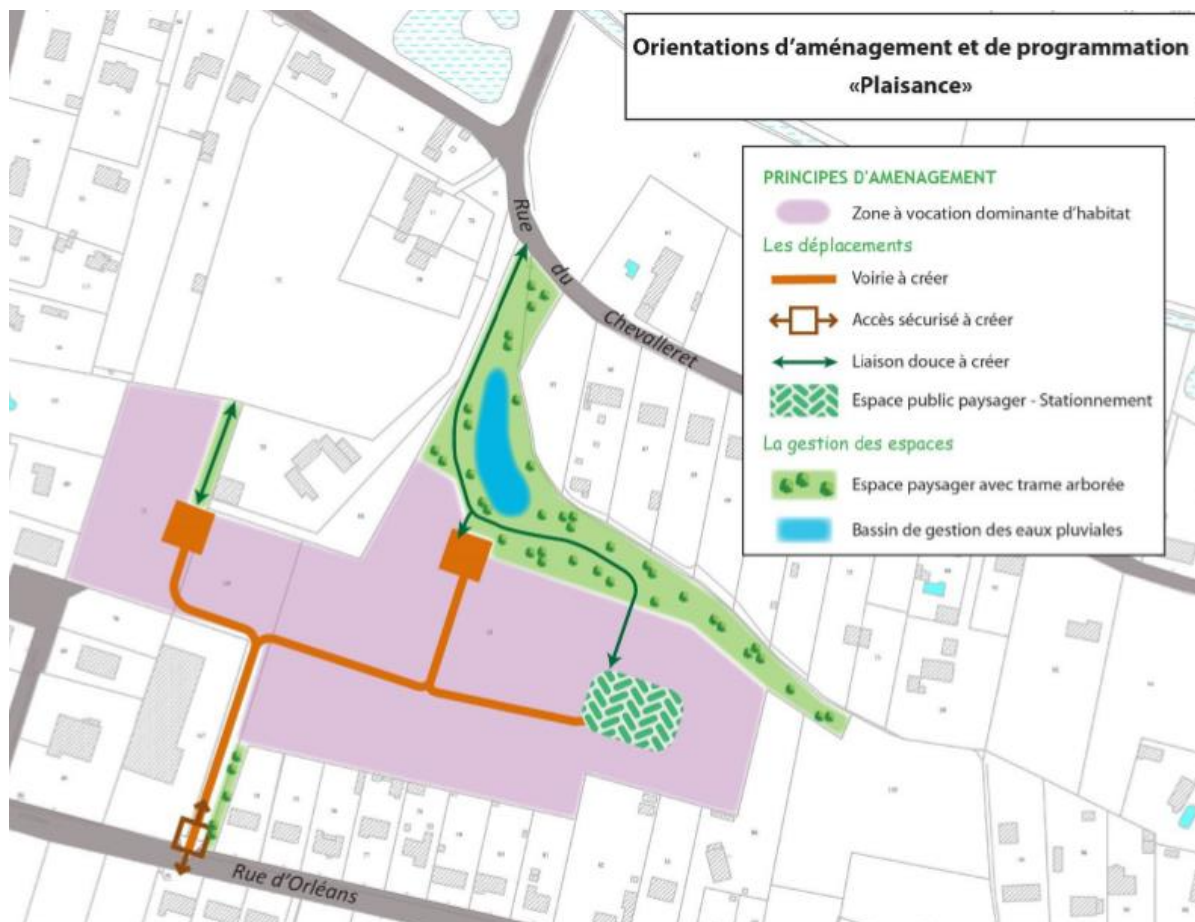 Orientations d'aménagement et de programmation
«Plaisance»
PRINCIPES D'AMENAGEMENT
Zone à vocation dominante d'habitat
Les déplacements
Voirie à créer
Accès sécurisé à créer
Liaison douce à créer
Espace public paysager - Stationnement
La gestion des espaces
Espace paysager avec trame arborée
Bassin de gestion des eaux pluviales
Rue du Chevalleret
Rue d'Orléans